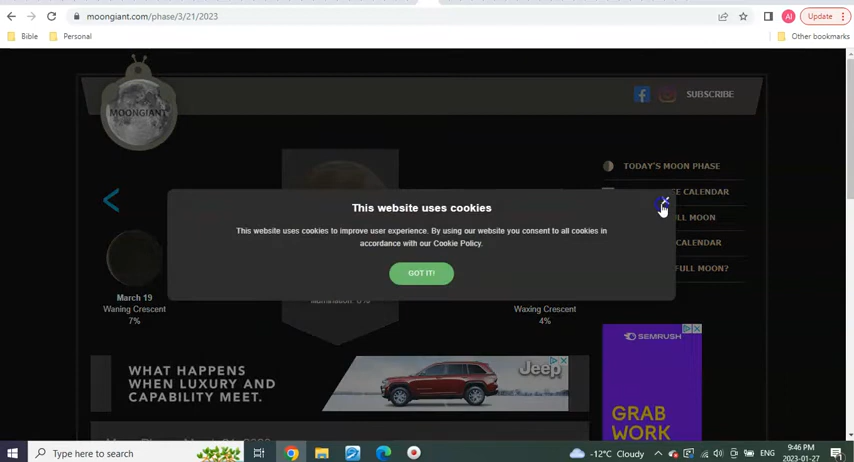 moongiant.com/phase/3/21/2023
AI
Update
Bible
Personal
Other bookmarks
MOONGIANT
SUBSCRIBE
TODAY'S MOON PHASE
CALENDAR
This website uses cookies
This website uses cookies to improve user experience. By using our website you consent to all cookies in
accordance with our Cookie Policy.
GOT IT!
FULL MOON?
March 19
Waning Crescent
7%
Waxing Crescent
4%
WHAT HAPPENS
WHEN LUXURY AND
CAPABILITY MEET.
Jeep
SEMRUSH
GRAB
WORK
Type here to search
-12°C Cloudy
ENG
9:46 PM
2023-01-27